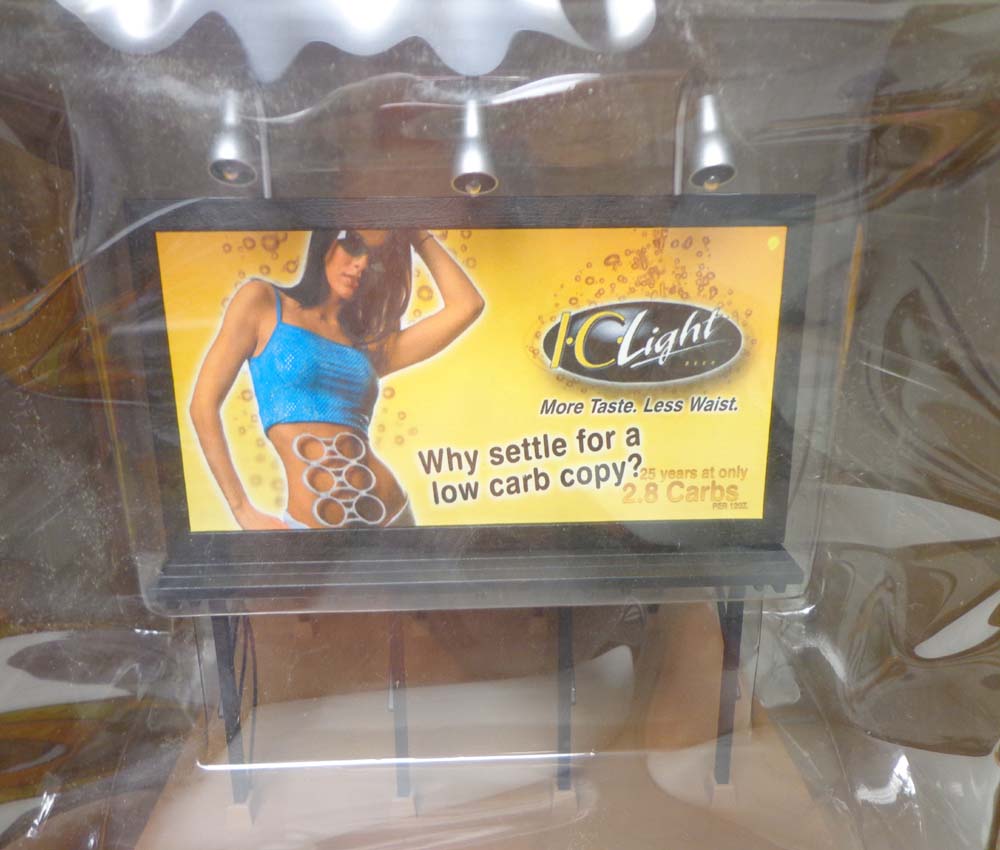 I.C. Light
BEER
More Taste. Less Waist.
Why settle for a
low carb copy?
25 years at only
2.8 Carbs
PER 12OZ.